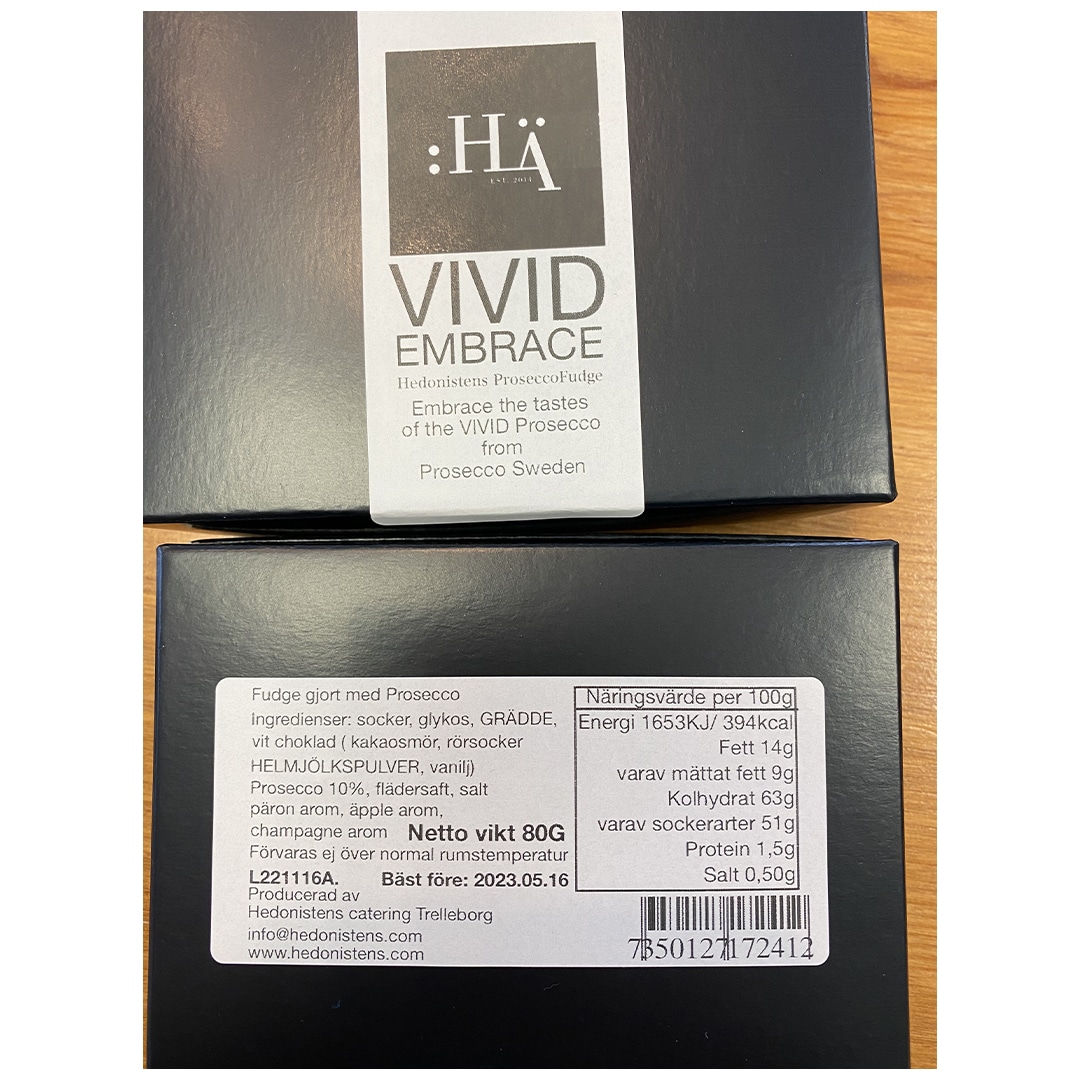 :HÄ
EST. 2014
VIVID
EMBRACE
Hedonistens ProseccoFudge
Embrace the tastes
of the VIVID Prosecco
from
Prosecco Sweden
Fudge gjort med Prosecco
Ingredienser: socker, glykos, GRÄDDE,
vit choklad ( kakaosmör, rörsocker
HELMJÖLKSPULVER, vanilj)
Prosecco 10%, flädersaft, salt
päron arom, äpple arom,
champagne arom Netto vikt 80G
Förvaras ej över normal rumstemperatur
L221116A. Bäst före: 2023.05.16
Producerad av
Hedonistens catering Trelleborg
info@hedonistens.com
www.hedonistens.com
Näringsvärde per 100g
Energi 1653KJ/ 394kcal
Fett 14g
varav mättat fett 9g
Kolhydrat 63g
varav sockerarter 51g
Protein 1,5g
Salt 0,50g
7350127172412